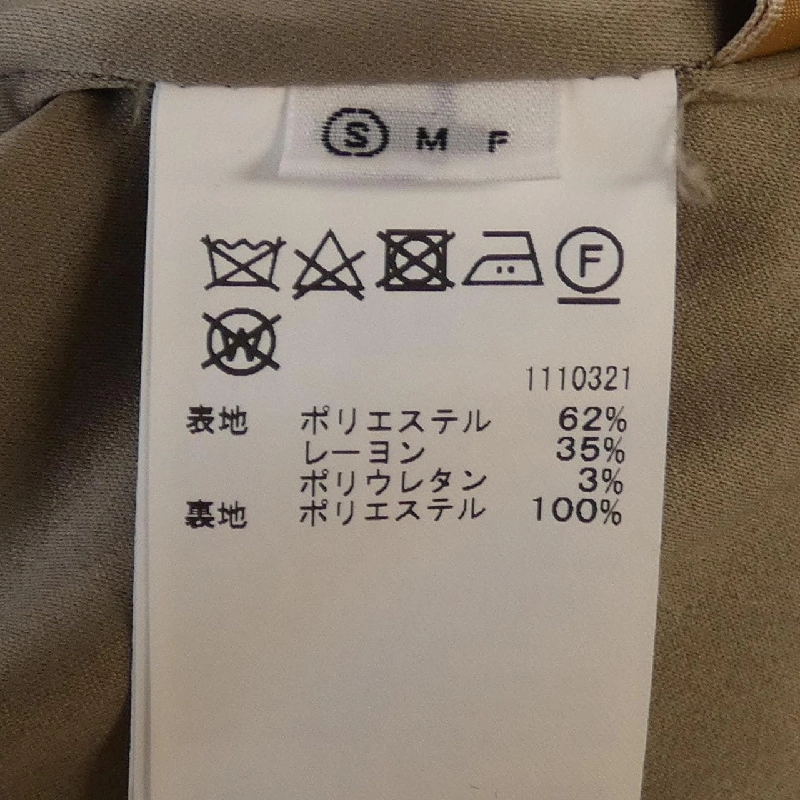 S M F
F
W
1110321
表地 ポリエステル 62%
レーヨン 35%
ポリウレタン 3%
裏地 ポリエステル 100%